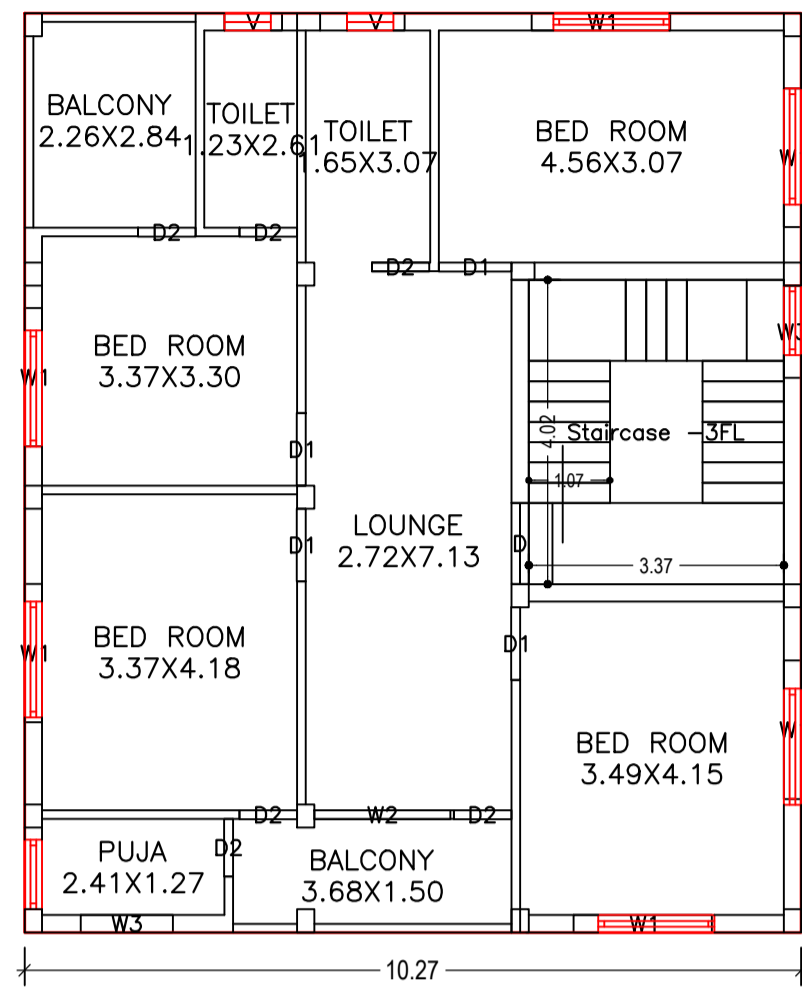 V
V
W1
BALCONY
2.26X2.84
TOILET
1.23X2.61
TOILET
1.65X3.07
BED ROOM
4.56X3.07
W
D2
D2
D2
D1
W3
BED ROOM
3.37X3.30
W1
D1
4.02
Staircase -3FL
1.07
LOUNGE
2.72X7.13
D1
D
3.37
BED ROOM
3.37X4.18
W1
D1
BED ROOM
3.49X4.15
W
D2
W2
D2
PUJA
2.41X1.27
D2
BALCONY
3.68X1.50
W3
W1
10.27